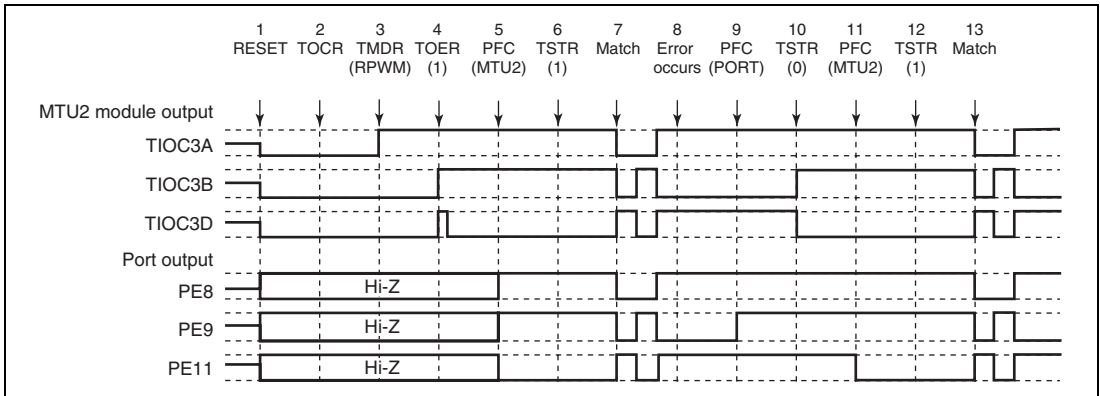 1 2 3 4 5 6 7 8 9 10 11 12 13
RESET TOCR TMDR TOER PFC TSTR Match Error PFC TSTR PFC TSTR Match
(RPWM) (1) (MTU2) (1) occurs (PORT) (0) (MTU2) (1)
MTU2 module output
TIOC3A
TIOC3B
TIOC3D
Port output
PE8 Hi-Z
PE9 Hi-Z
PE11 Hi-Z